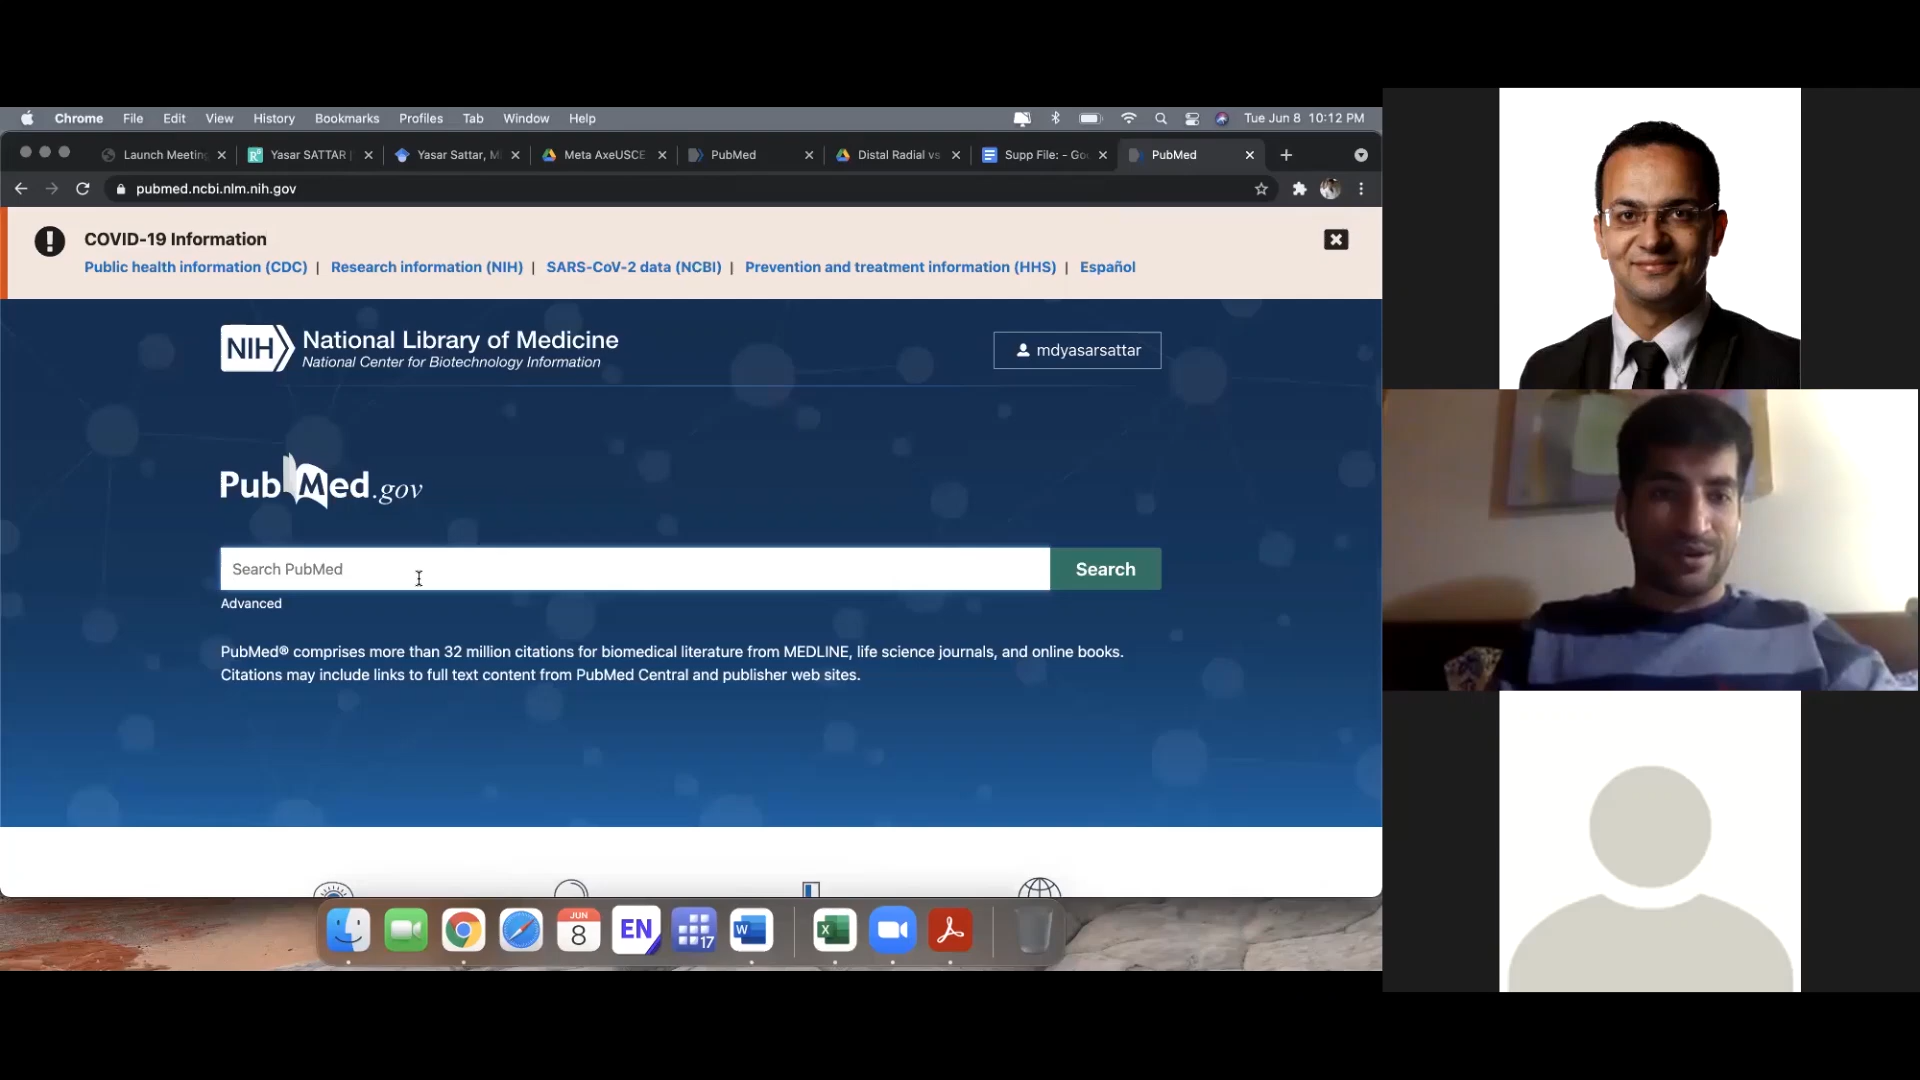 Chrome File Edit View History Bookmarks Profiles Tab Window Help Tue Jun 8 10:12 PM
Launch Meeting Yasar SATTAR Yasar Sattar, M Meta AxeUSCE PubMed Distal Radial vs Supp File: - Goo PubMed
pubmed.ncbi.nlm.nih.gov
COVID-19 Information
Public health information (CDC) | Research information (NIH) | SARS-CoV-2 data (NCBI) | Prevention and treatment information (HHS) | Español
NIH National Library of Medicine
National Center for Biotechnology Information
mdyasarsattar
PubMed.gov
Search PubMed Search
Advanced
PubMed® comprises more than 32 million citations for biomedical literature from MEDLINE, life science journals, and online books.
Citations may include links to full text content from PubMed Central and publisher web sites.
JUN
8
EN
17
W
X